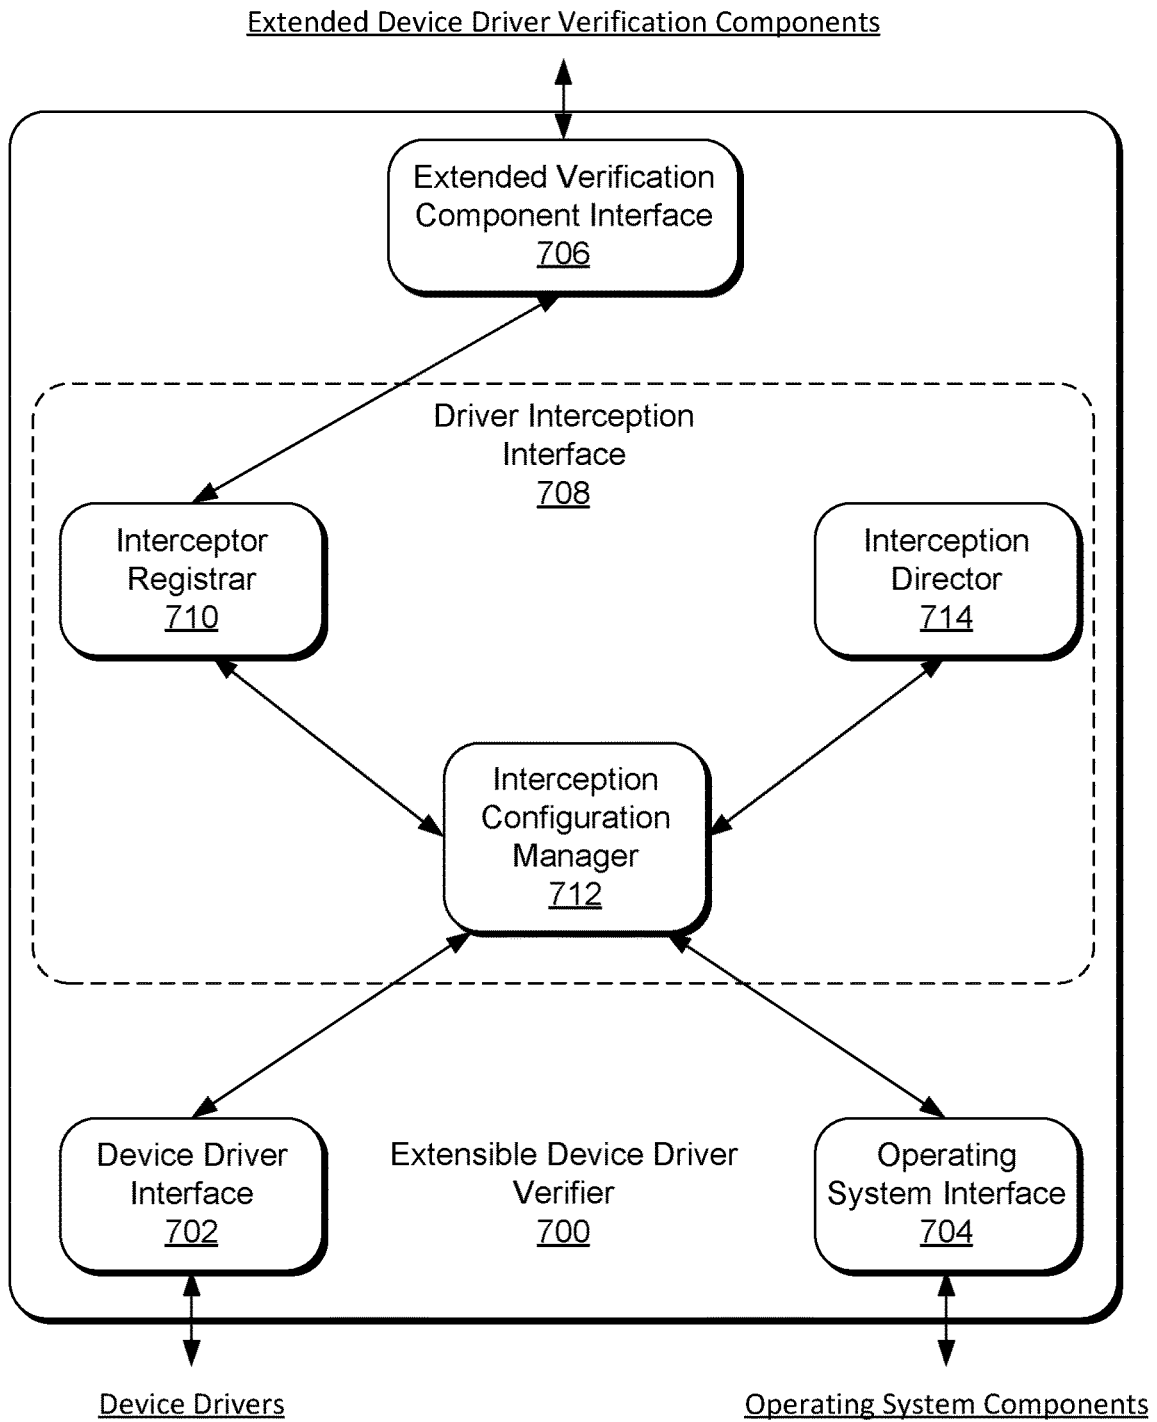 Extended Device Driver Verification Components
Extended Verification
Component Interface
706
Driver Interception
Interface
708
Interceptor
Registrar
710
Interception
Director
714
Interception
Configuration
Manager
712
Device Driver
Interface
702
Extensible Device Driver
Verifier
700
Operating
System Interface
704
Device Drivers
Operating System Components